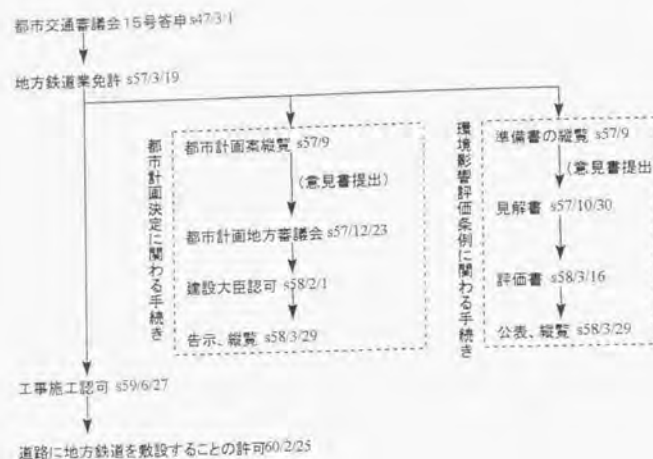 都市交通審議会15号答申 s47/3/1
地方鉄道業免許 s57/3/19
都市計画決定に関わる手続き
都市計画案縦覧 s57/9
(意見書提出)
都市計画地方審議会 s57/12/23
建設大臣認可 s58/2/1
告示、縦覧 s58/3/29
環境影響評価条例に関わる手続き
準備書の縦覧 s57/9
(意見書提出
見解書 s57/10/30
評価書 s58/3/16
公表、縦覧 s58/3/29
工事施工認可 s59/6/27
道路に地方鉄道を敷設することの許可60/2/25